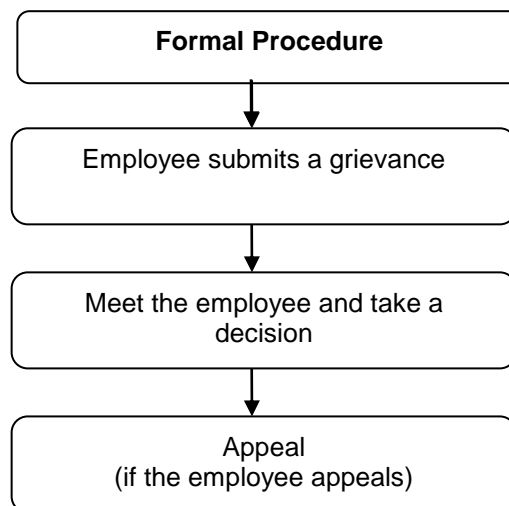 Formal Procedure
Employee submits a grievance
Meet the employee and take a
decision
Appeal
(if the employee appeals)